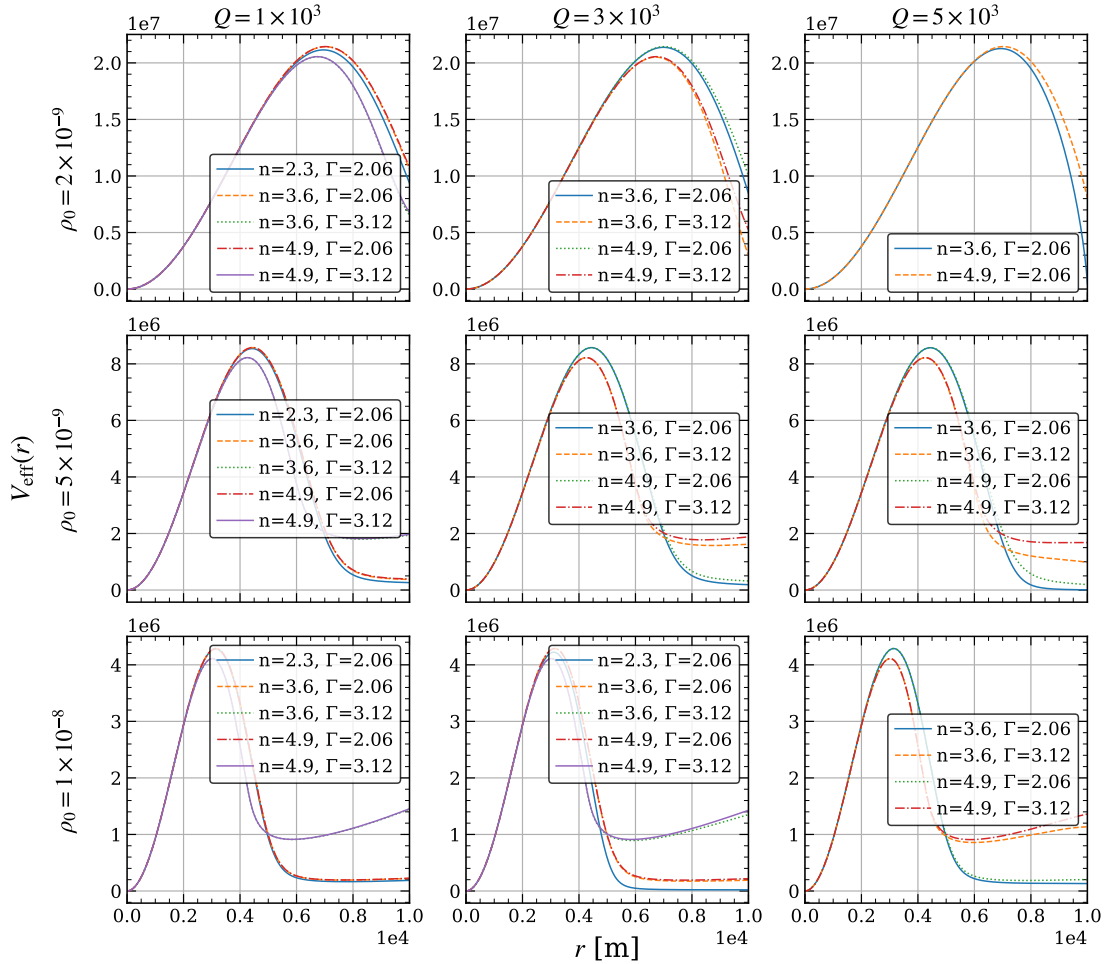 Q = 1 × 10³
Q = 3 × 10³
Q = 5 × 10³
1e7
1e7
1e7
ρ₀ = 2 × 10⁻⁹
2.0
1.5
1.0
0.5
0.0
n=2.3, Γ=2.06
n=3.6, Γ=2.06
n=3.6, Γ=3.12
n=4.9, Γ=2.06
n=4.9, Γ=3.12
n=3.6, Γ=2.06
n=3.6, Γ=3.12
n=4.9, Γ=2.06
n=4.9, Γ=3.12
n=3.6, Γ=2.06
n=4.9, Γ=2.06
1e6
1e6
1e6
V_eff(r)
ρ₀ = 5 × 10⁻⁹
8
6
4
2
0
n=2.3, Γ=2.06
n=3.6, Γ=2.06
n=3.6, Γ=3.12
n=4.9, Γ=2.06
n=4.9, Γ=3.12
n=3.6, Γ=2.06
n=3.6, Γ=3.12
n=4.9, Γ=2.06
n=4.9, Γ=3.12
n=3.6, Γ=2.06
n=3.6, Γ=3.12
n=4.9, Γ=2.06
n=4.9, Γ=3.12
1e6
1e6
1e6
ρ₀ = 1 × 10⁻⁸
4
3
2
1
0
n=2.3, Γ=2.06
n=3.6, Γ=2.06
n=3.6, Γ=3.12
n=4.9, Γ=2.06
n=4.9, Γ=3.12
n=2.3, Γ=2.06
n=3.6, Γ=2.06
n=3.6, Γ=3.12
n=4.9, Γ=2.06
n=4.9, Γ=3.12
n=3.6, Γ=2.06
n=3.6, Γ=3.12
n=4.9, Γ=2.06
n=4.9, Γ=3.12
0.0 0.2 0.4 0.6 0.8 1.0
0.0 0.2 0.4 0.6 0.8 1.0
0.0 0.2 0.4 0.6 0.8 1.0
1e4
1e4
1e4
r [m]